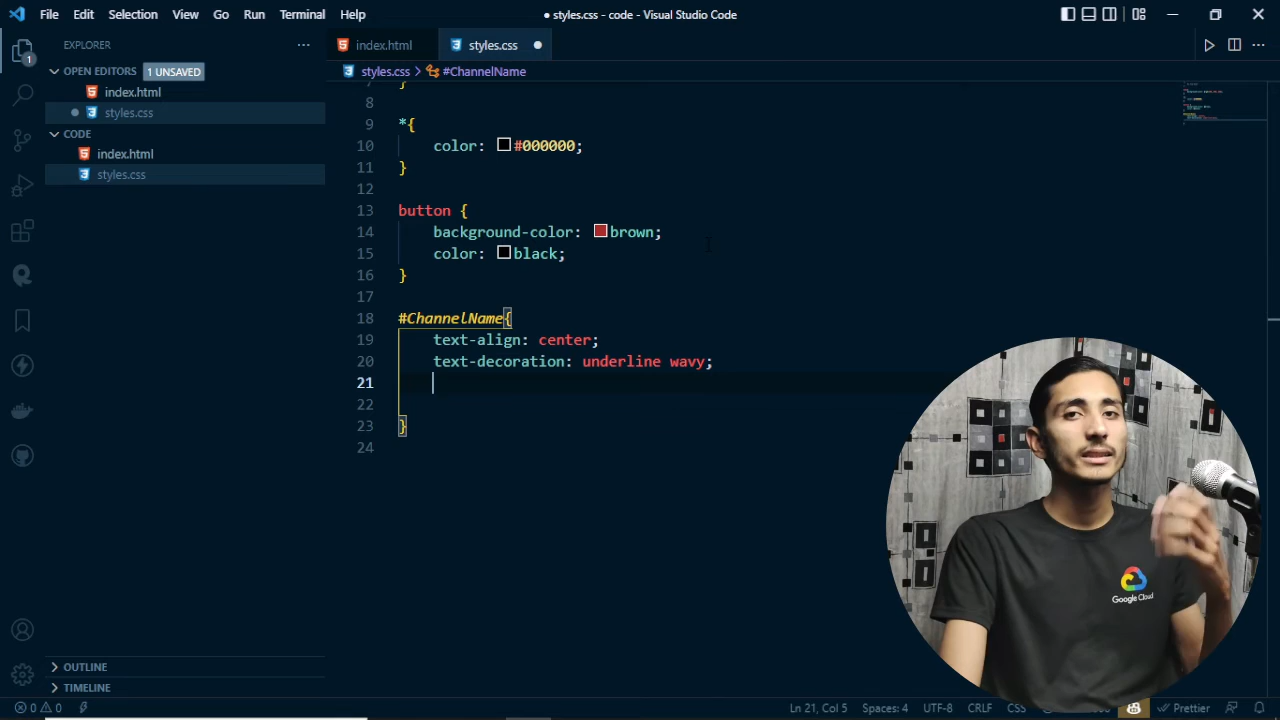 File Edit Selection View Go Run Terminal Help
● styles.css - code - Visual Studio Code
EXPLORER
index.html
styles.css
OPEN EDITORS
1 UNSAVED
styles.css > #ChannelName
index.html
styles.css
CODE
index.html
styles.css
8
9 *{
10 color: #000000;
11 }
12
13 button {
14 background-color: brown;
15 color: black;
16 }
17
18 #ChannelName{
19 text-align: center;
20 text-decoration: underline wavy;
21
22
23 }
24
Google Cloud
OUTLINE
TIMELINE
0 0
Ln 21, Col 5
Spaces: 4
UTF-8
CRLF
CSS
Prettier
1